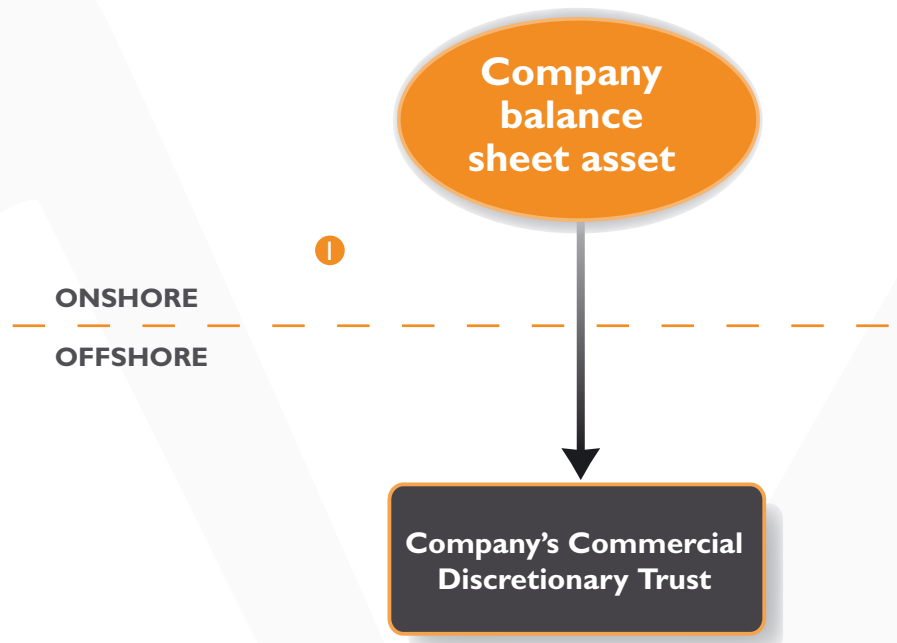 Company
balance
sheet asset
1
ONSHORE
OFFSHORE
Company’s Commercial
Discretionary Trust